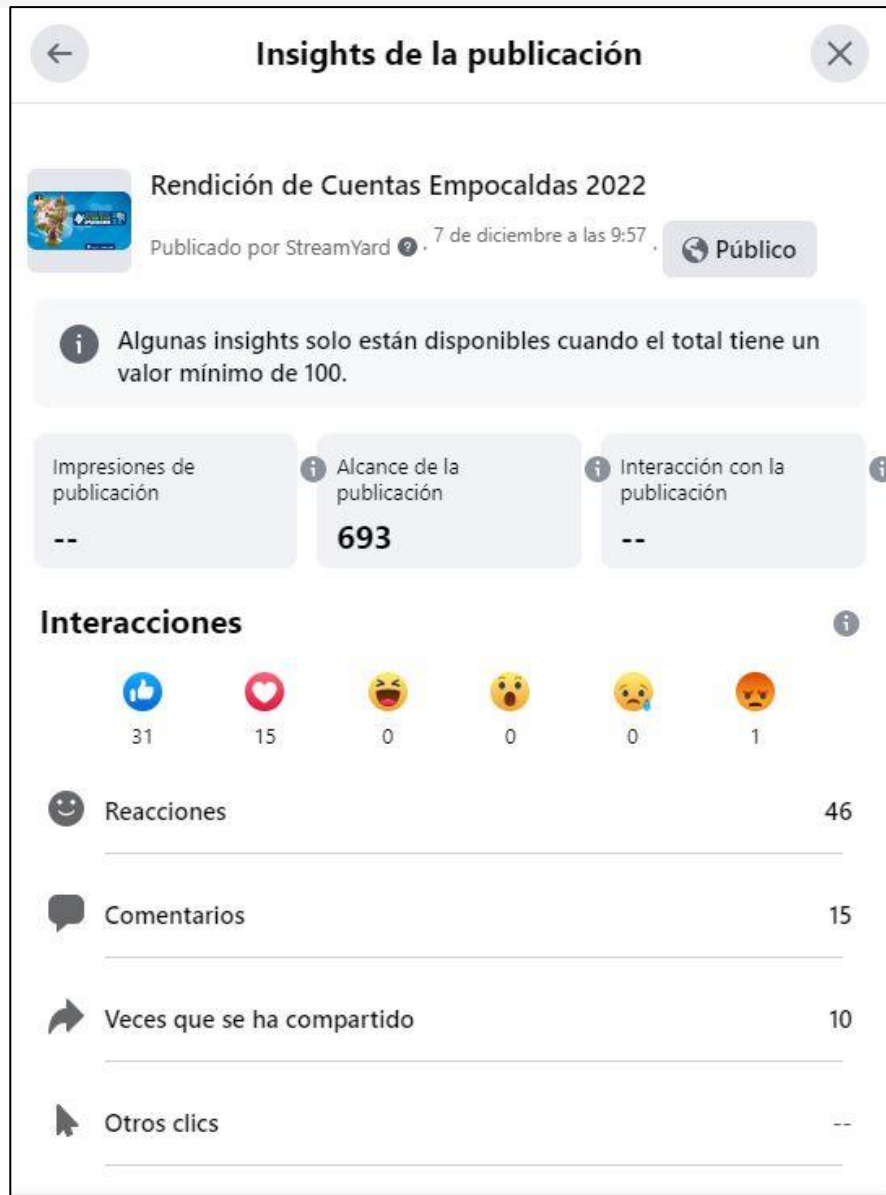 Insights de la publicación
Rendición de Cuentas Empocaldas 2022
Publicado por StreamYard · 7 de diciembre a las 9:57 · Público
Algunas insights solo están disponibles cuando el total tiene un
valor mínimo de 100.
Impresiones de
publicación
--
Alcance de la
publicación
693
Interacción con la
publicación
--
Interacciones
31 15 0 0 0 1
Reacciones 46
Comentarios 15
Veces que se ha compartido 10
Otros clics --